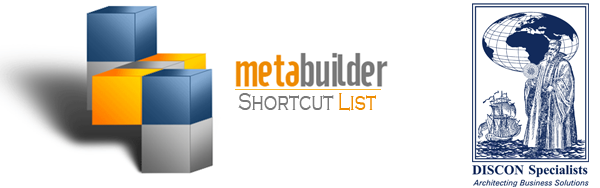 metabuilder
SHORTCUT LIST
DISCON Specialists
Architecting Business Solutions